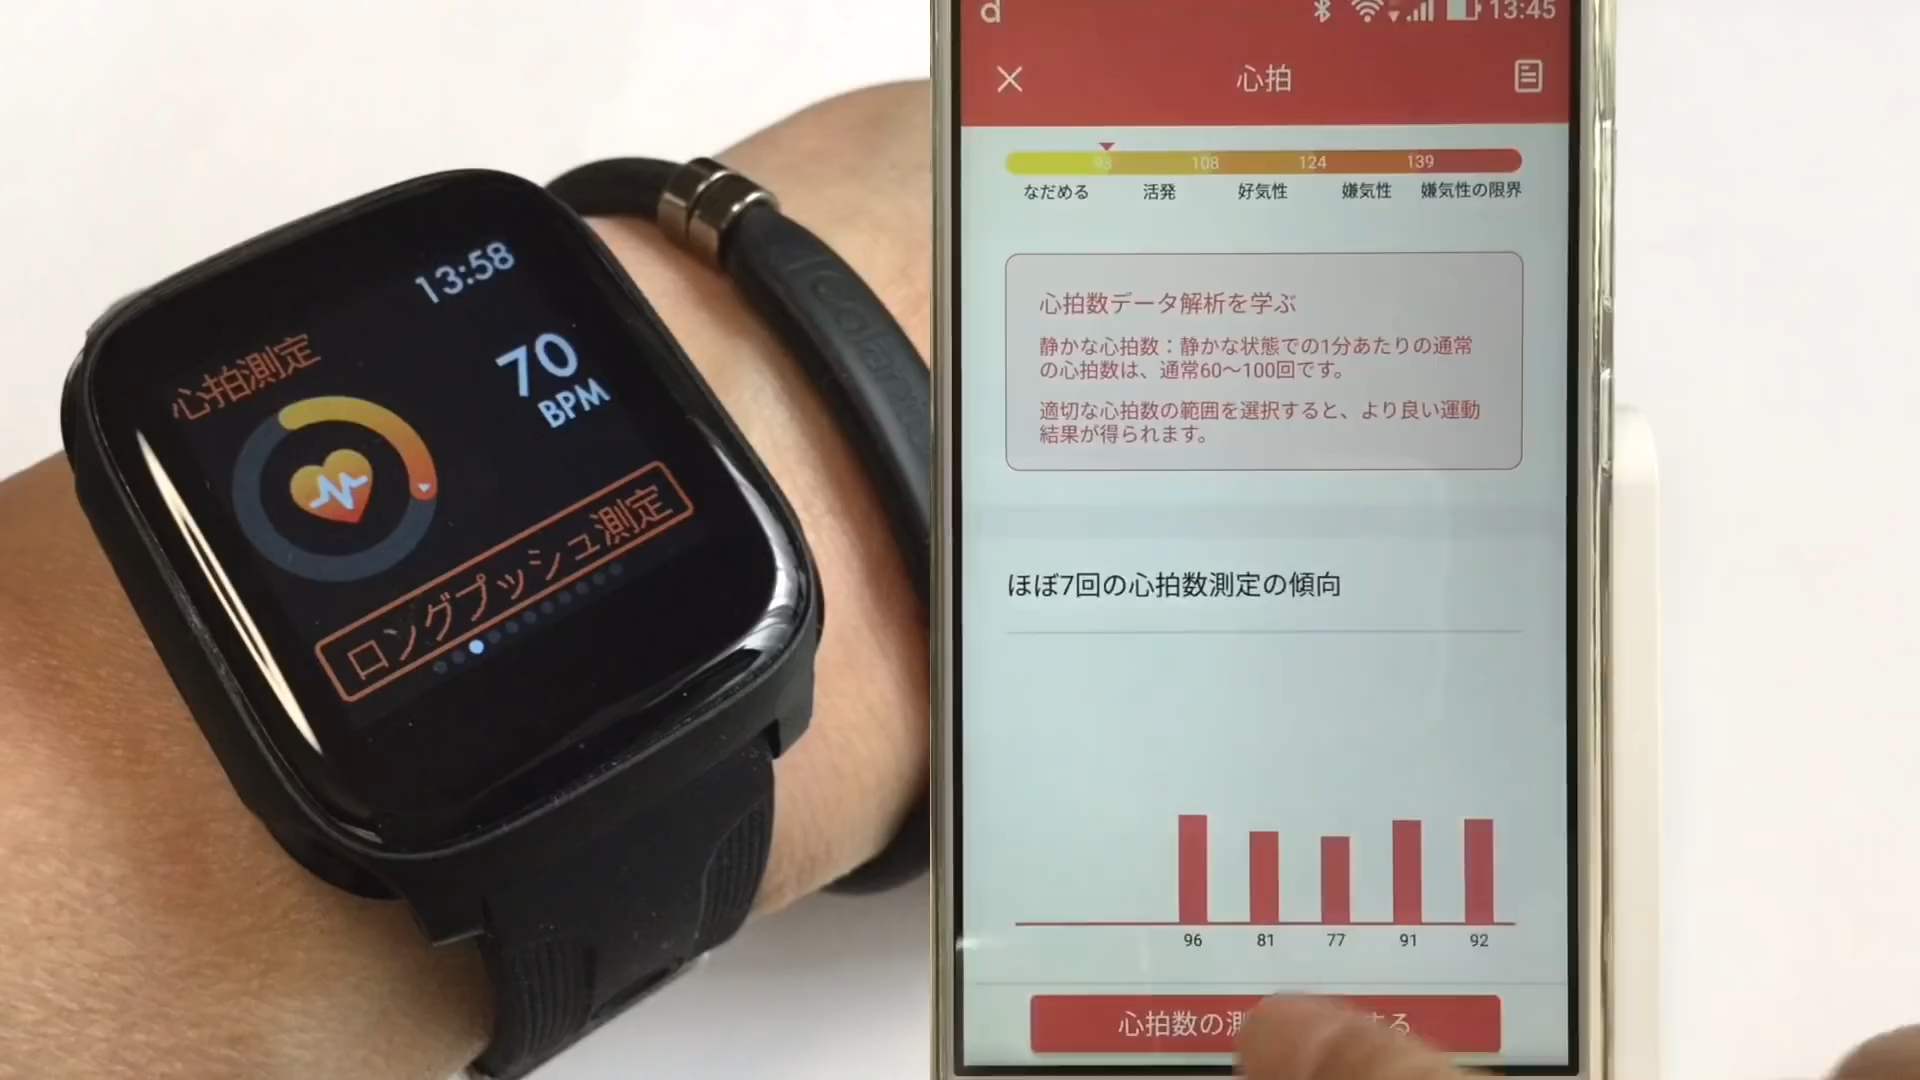 13:58
心拍測定
70
BPM
ロングプッシュ測定
13:45
心拍
93 108 124 139
なだめる 活発 好気性 嫌気性 嫌気性の限界
心拍数データ解析を学ぶ
静かな心拍数：静かな状態での1分あたりの通常
の心拍数は、通常60～100回です。
適切な心拍数の範囲を選択すると、より良い運動
結果が得られます。
ほぼ7回の心拍数測定の傾向
96 81 77 91 92
心拍数の測 する